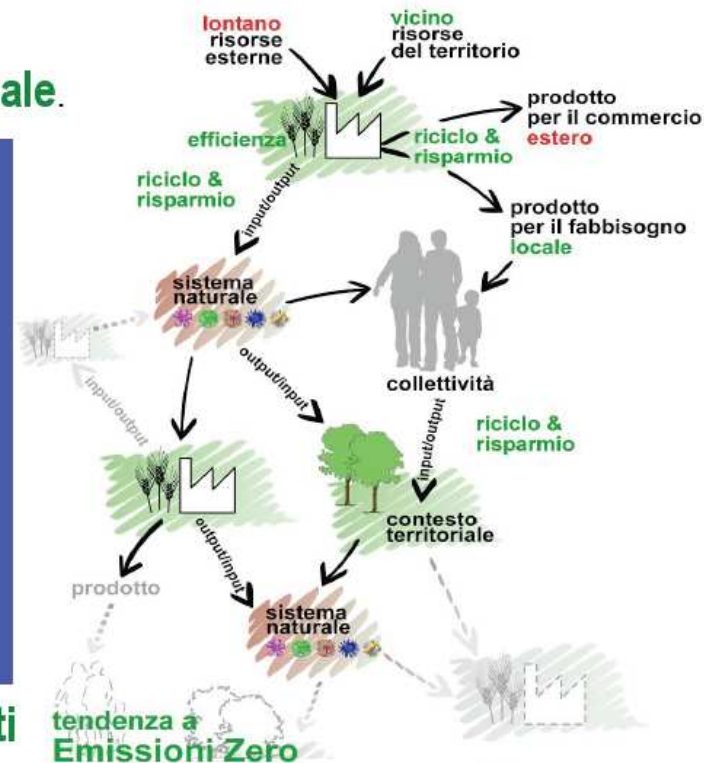 ale.
lontano
risorse
esterne
vicino
risorse
del territorio
efficienza
riciclo &
risparmio
prodotto
per il commercio
estero
riciclo &
risparmio
input/output
prodotto
per il fabbisogno
locale
sistema
naturale
collettività
input/output
output/input
input/output
riciclo &
risparmio
contesto
territoriale
output/input
prodotto
sistema
naturale
ti
tendenza a
Emissioni Zero